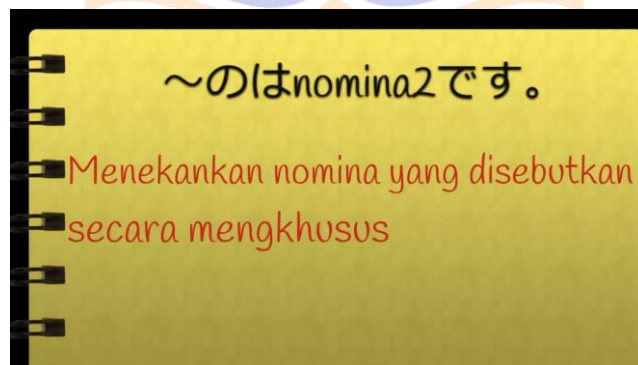 ～のはnomina2です。
Menekankan nomina yang disebutkan
secara mengkhusus